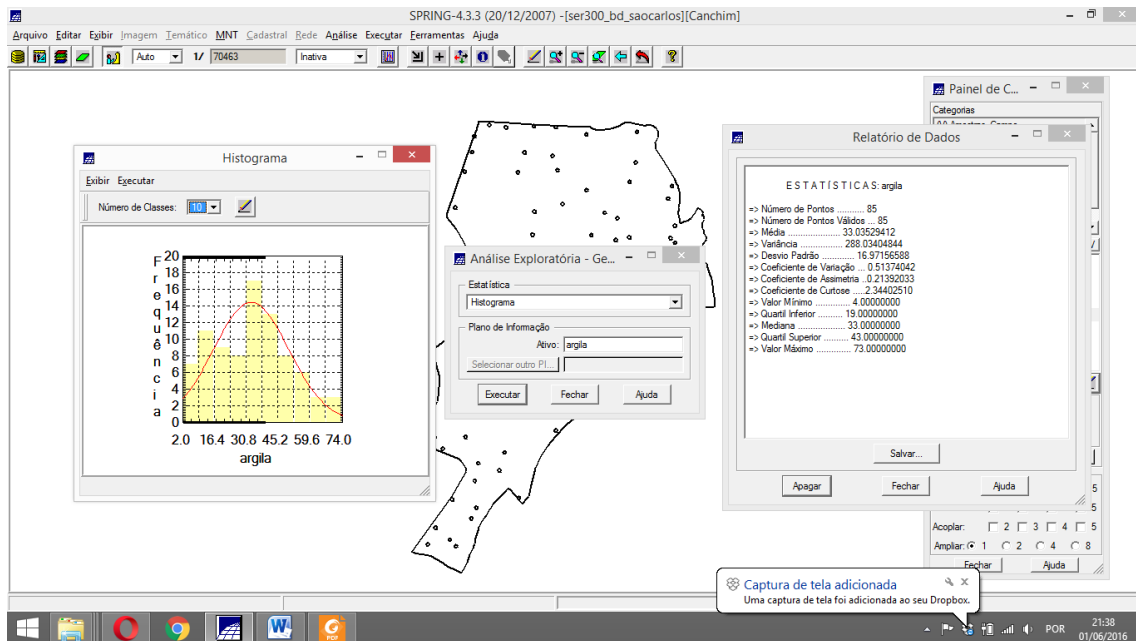 SPRING-4.3.3 (20/12/2007) -[ser300_bd_saocarlos][Canchim]
Arquivo Editar Exibir Imagem Temático MNT Cadastral Rede Análise Executar Ferramentas Ajuda
Auto 1/ 70463 Inativa
Histograma
Exibir Executar
Número de Classes: 10
Frequência
20
18
16
14
12
10
8
6
4
2
0
2.0 16.4 30.8 45.2 59.6 74.0
argila
Análise Exploratória - Ge...
Estatística
Histograma
Plano de Informação
Ativo: argila
Selecionar outro PI...
Executar Fechar Ajuda
Painel de C...
Categorias
Relatório de Dados
E S T A T Í S T I C A S: argila
=> Número de Pontos ........... 85
=> Número de Pontos Válidos ... 85
=> Média .................... 33.03529412
=> Variância ................ 288.03404844
=> Desvio Padrão ............ 16.97156588
=> Coeficiente de Variação ... 0.51374042
=> Coeficiente de Assimetria ..0.21392033
=> Coeficiente de Curtose .....2.34402510
=> Valor Mínimo ............. 4.00000000
=> Quartil Inferior ......... 19.00000000
=> Mediana .................. 33.00000000
=> Quartil Superior ......... 43.00000000
=> Valor Máximo ............. 73.00000000
Salvar...
Apagar Fechar Ajuda
5
5
Acoplar: 2 3 4 5
Ampliar: 1 2 4 8
Fechar Ajuda
Captura de tela adicionada
Uma captura de tela foi adicionada ao seu Dropbox.
W
PDF
POR
21:38
01/06/2016